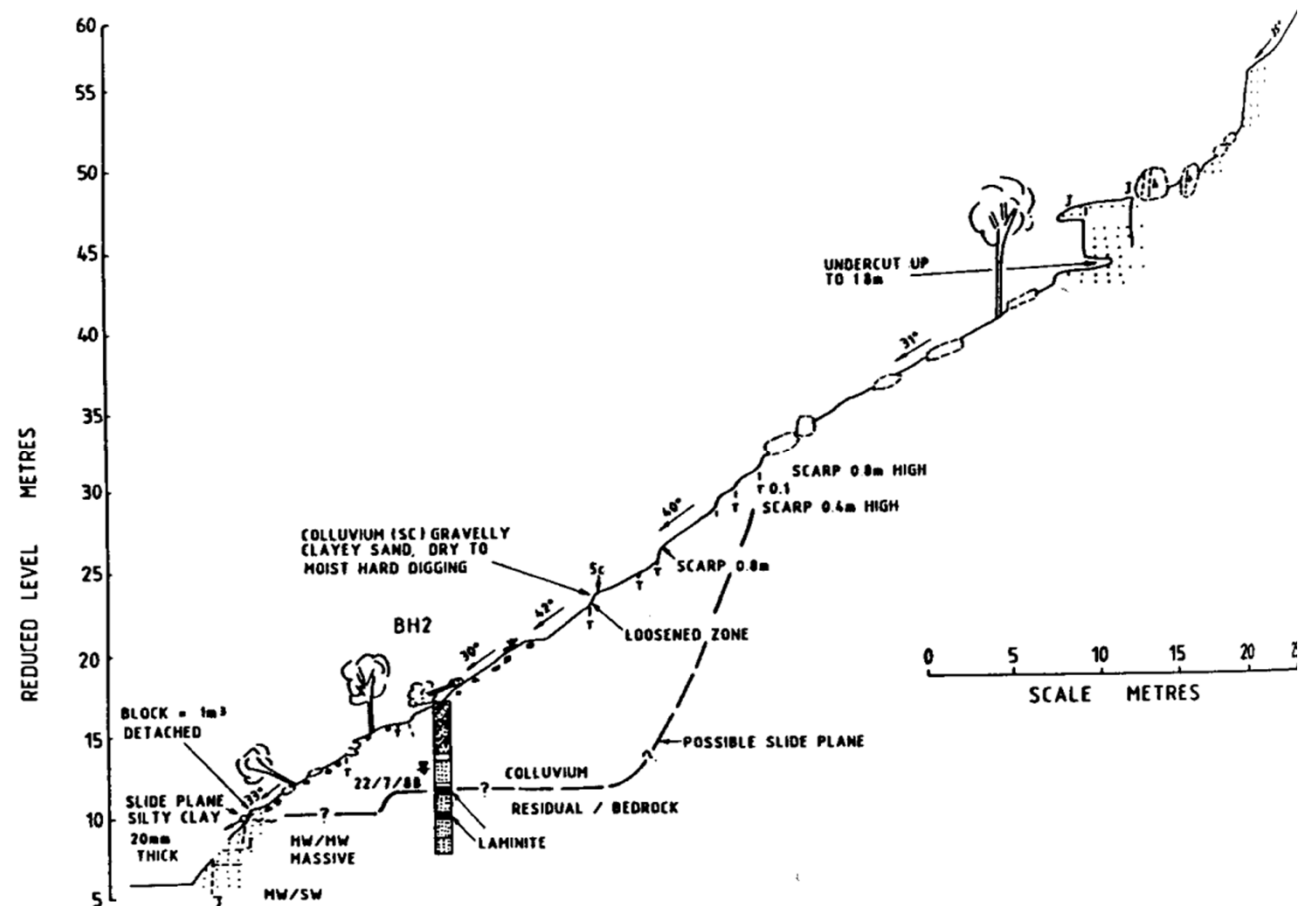 60
55
50
45
40
35
30
25
20
15
10
5
REDUCED LEVEL METRES
J
J
UNDERCUT UP
TO 1 8m
31°
SCARP 0.8m HIGH
T 0.1
SCARP 0.4m HIGH
T
40°
COLLUVIUM (SC) GRAVELLY
CLAYEY SAND, DRY TO
MOIST HARD DIGGING
SCARP 0.8m
Sc
T
T
T
LOOSENED ZONE
42°
BH2
30°
0
5
10
15
20
SCALE METRES
BLOCK = 1m³
DETACHED
T
POSSIBLE SLIDE PLANE
?
22/7/88
COLLUVIUM
?
33°
SLIDE PLANE
SILTY CLAY
20mm
THICK
RESIDUAL / BEDROCK
?
MW/MW
MASSIVE
LAMINITE
MW/SW
J